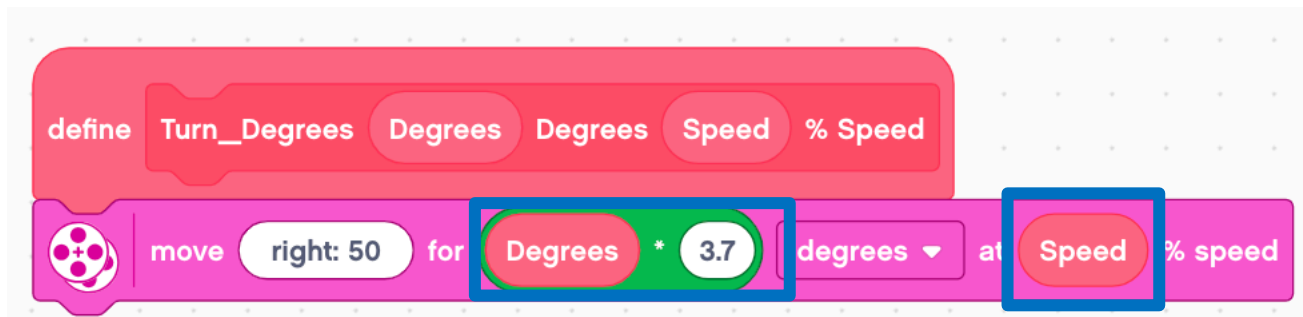 define Turn__Degrees Degrees Degrees Speed % Speed
move right: 50 for Degrees * 3.7 degrees at Speed % speed